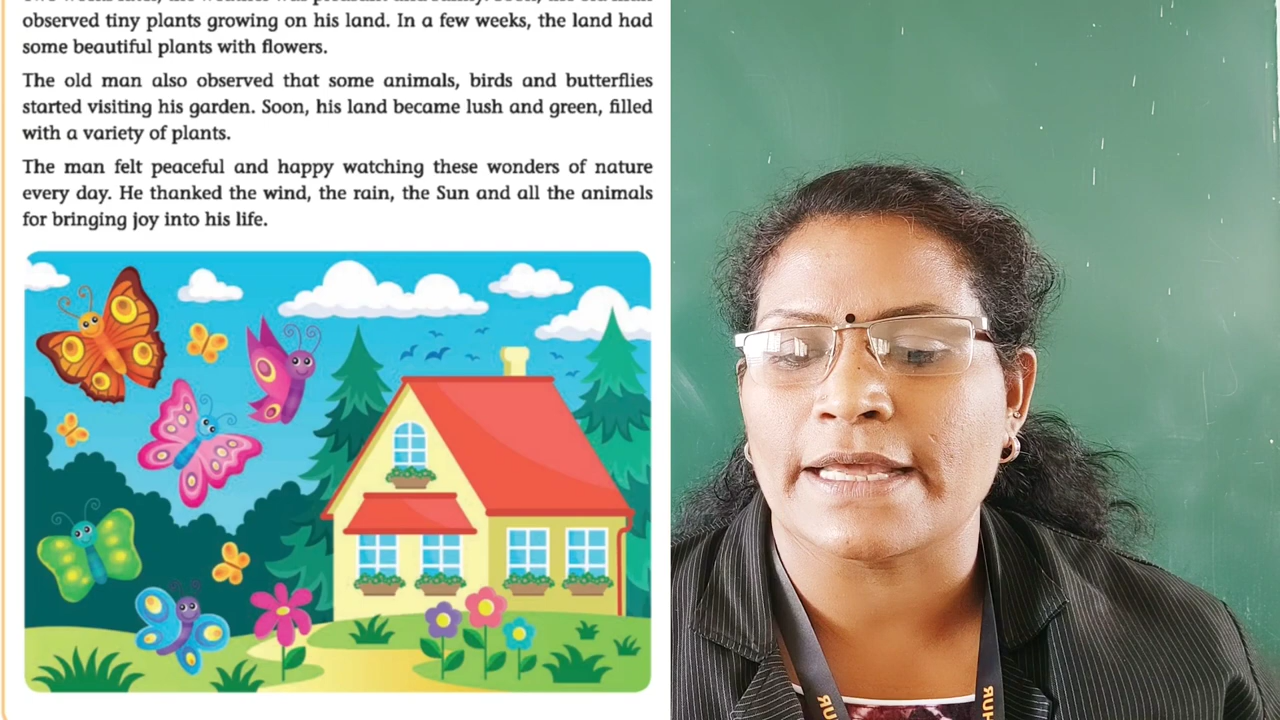 observed tiny plants growing on his land. In a few weeks, the land had
some beautiful plants with flowers.
The old man also observed that some animals, birds and butterflies
started visiting his garden. Soon, his land became lush and green, filled
with a variety of plants.
The man felt peaceful and happy watching these wonders of nature
every day. He thanked the wind, the rain, the Sun and all the animals
for bringing joy into his life.